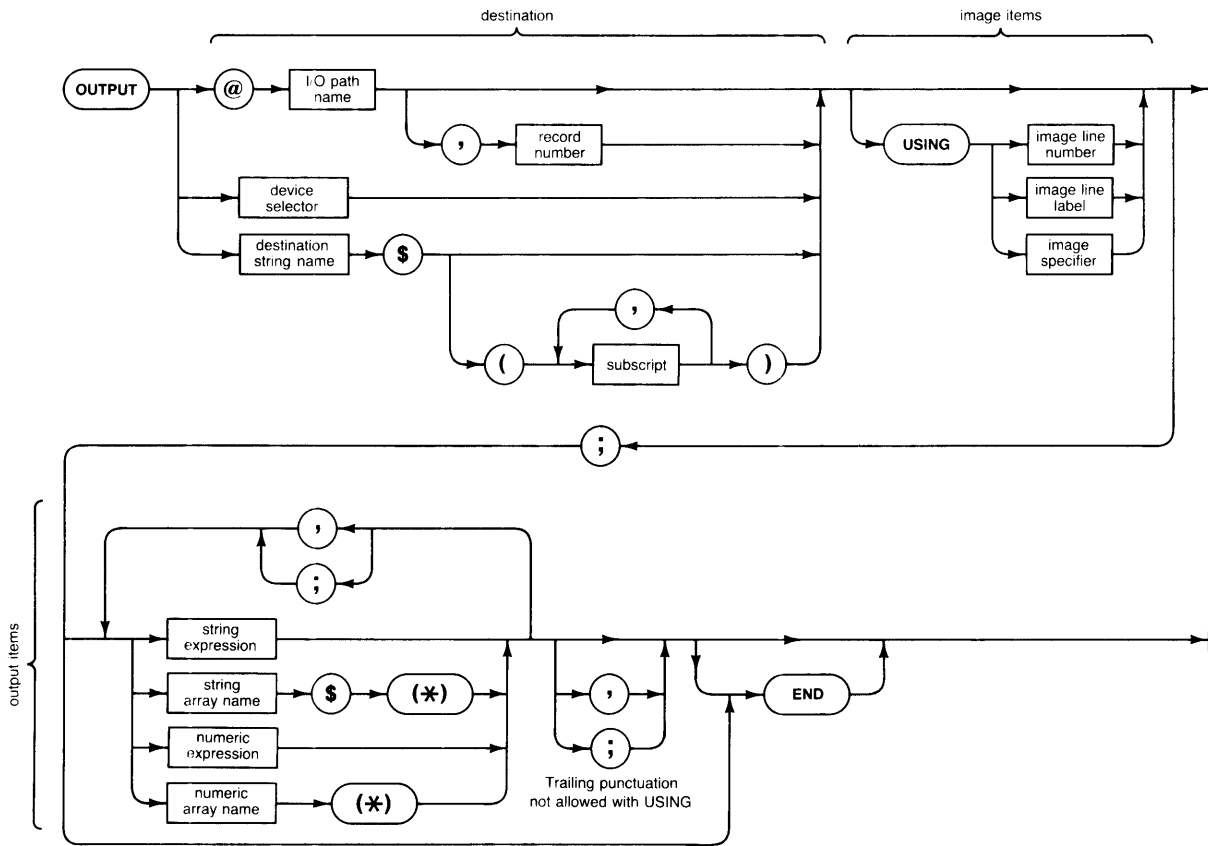 destination
image items
OUTPUT
@
I/O path
name
,
record
number
USING
image line
number
device
selector
image line
label
destination
string name
$
image
specifier
(
,
subscript
)
;
output items
,
;
string
expression
string
array name
$
(*)
,
END
numeric
expression
;
numeric
array name
(*)
Trailing punctuation
not allowed with USING